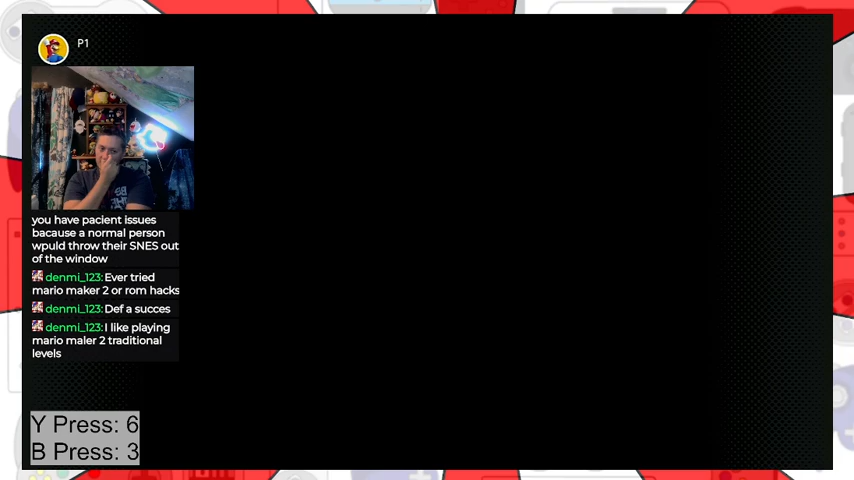 P1
you have pacient issues
bacause a normal person
wpuld throw their SNES out
of the window
denmi_123: Ever tried
mario maker 2 or rom hacks
denmi_123: Def a succes
denmi_123: I like playing
mario maler 2 traditional
levels
Y Press: 6
B Press: 3